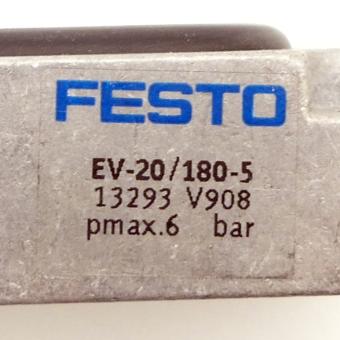 FESTO
EV-20/180-5
13293 V908
pmax.6 bar